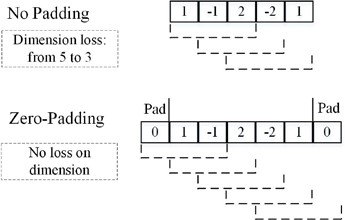 No Padding
1 -1 2 -2 1
Dimension loss:
from 5 to 3
Pad Pad
Zero-Padding
0 1 -1 2 -2 1 0
No loss on
dimension